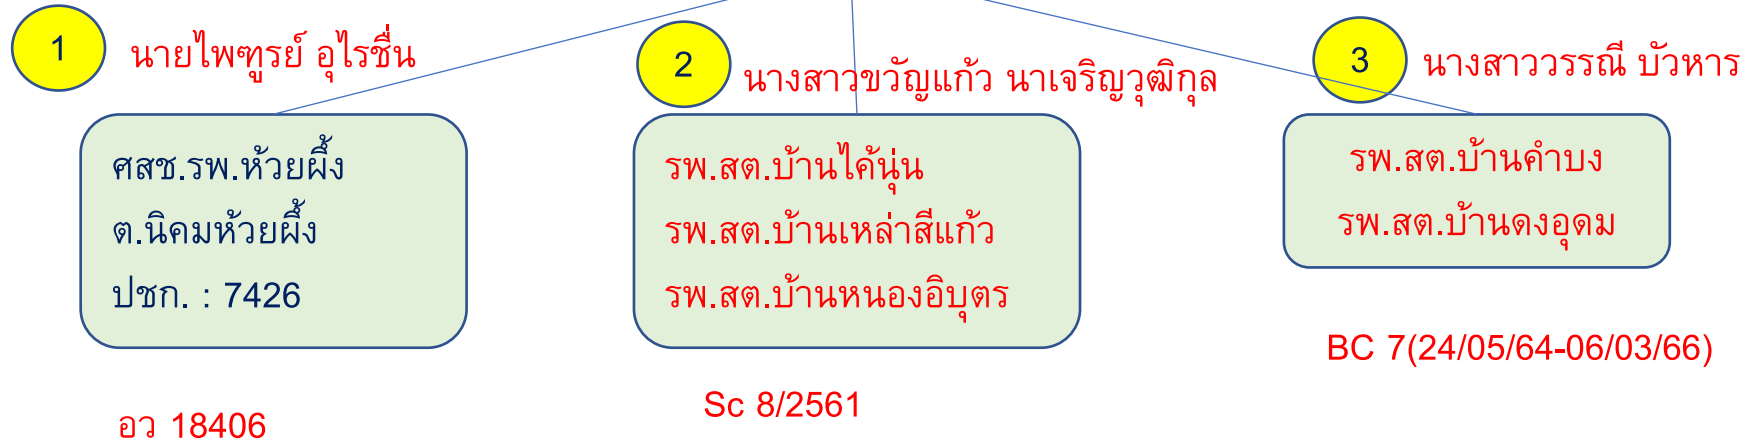 1
นายไพฑูรย์ อุไรชื่น
ศสช.รพ.ห้วยผึ้ง
ต.นิคมห้วยผึ้ง
ปชก. : 7426
อว 18406
2
นางสาวขวัญแก้ว นาเจริญวุฒิกุล
รพ.สต.บ้านไค้นุ่น
รพ.สต.บ้านเหล่าสีแก้ว
รพ.สต.บ้านหนองอิบุตร
Sc 8/2561
3
นางสาววรรณี บัวหาร
รพ.สต.บ้านคำบง
รพ.สต.บ้านดงอุดม
BC 7(24/05/64-06/03/66)